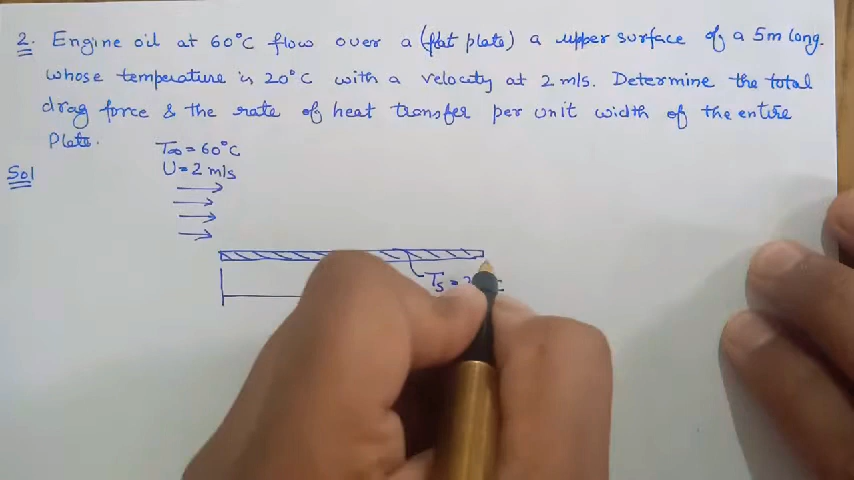 2. Engine oil at 60°C flow over a (flat plate) a upper surface of a 5m long.
whose temperature is 20°C with a velocity at 2 m/s. Determine the total
drag force & the rate of heat transfer per unit width of the entire
Plate.
T∞ = 60°C
Sol
U = 2 m/s
Ts =